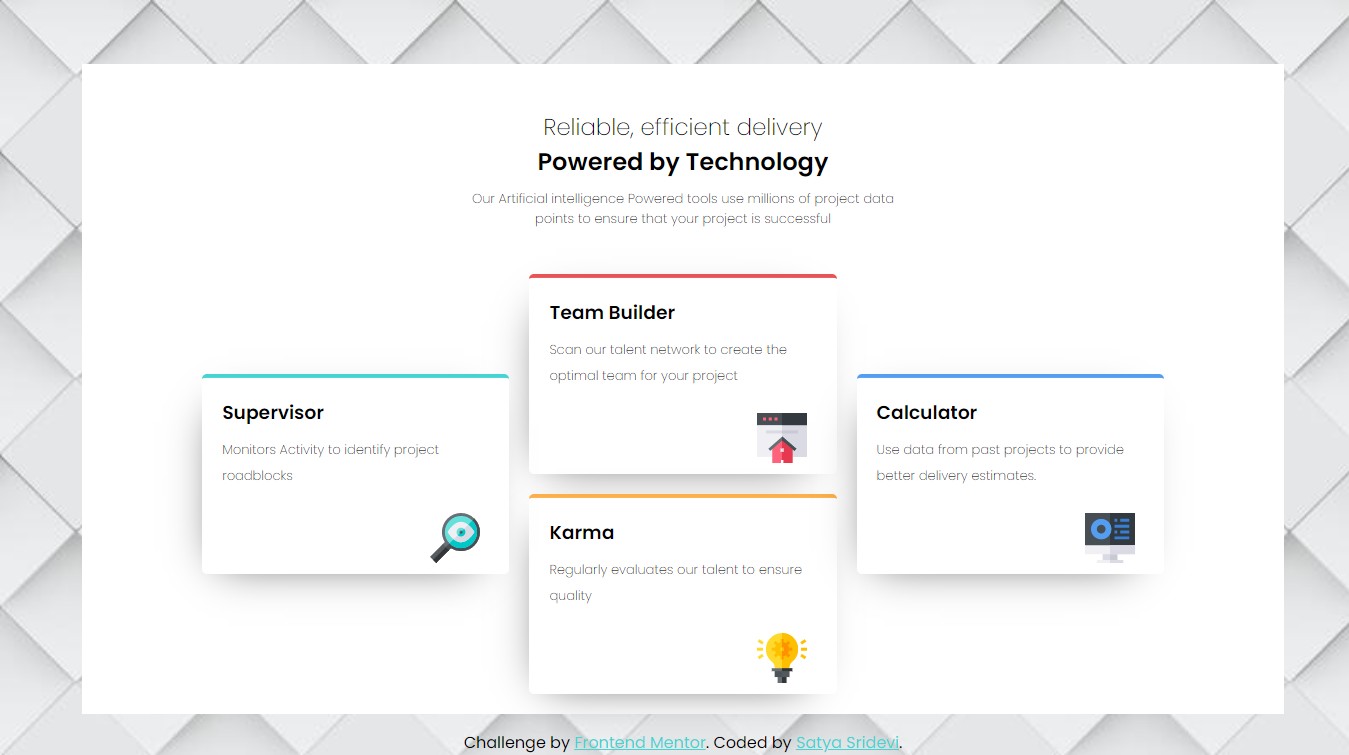 Reliable, efficient delivery
Powered by Technology
Our Artificial intelligence Powered tools use millions of project data
points to ensure that your project is successful
Team Builder
Scan our talent network to create the
optimal team for your project
Supervisor
Monitors Activity to identify project
roadblocks
Calculator
Use data from past projects to provide
better delivery estimates.
Karma
Regularly evaluates our talent to ensure
quality
Challenge by Frontend Mentor. Coded by Satya Sridevi.